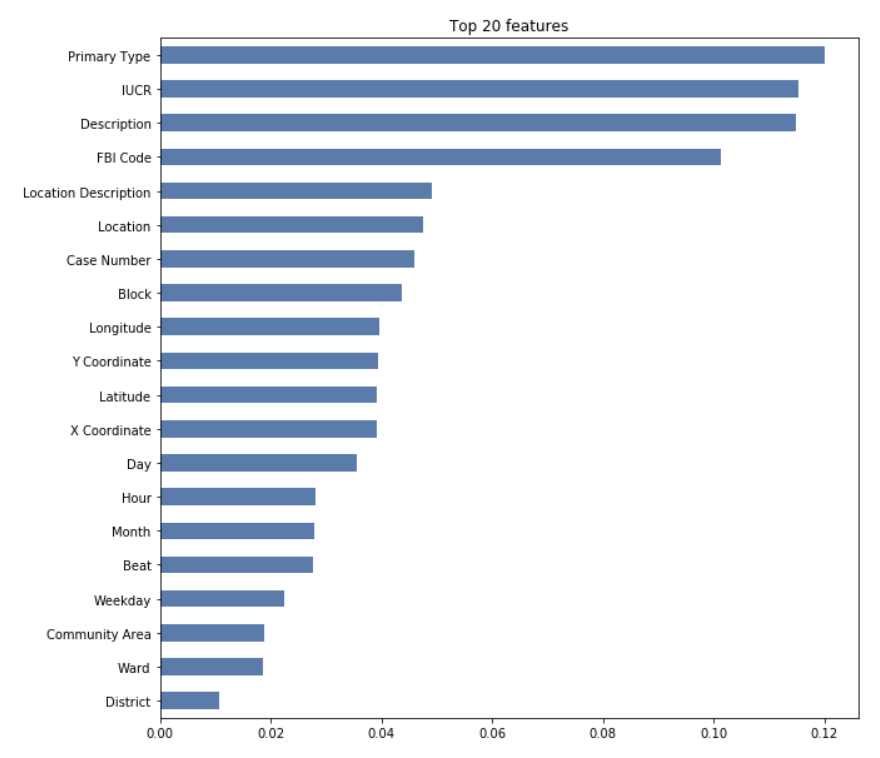 Top 20 features
Primary Type
IUCR
Description
FBI Code
Location Description
Location
Case Number
Block
Longitude
Y Coordinate
Latitude
X Coordinate
Day
Hour
Month
Beat
Weekday
Community Area
Ward
District
0.00 0.02 0.04 0.06 0.08 0.10 0.12